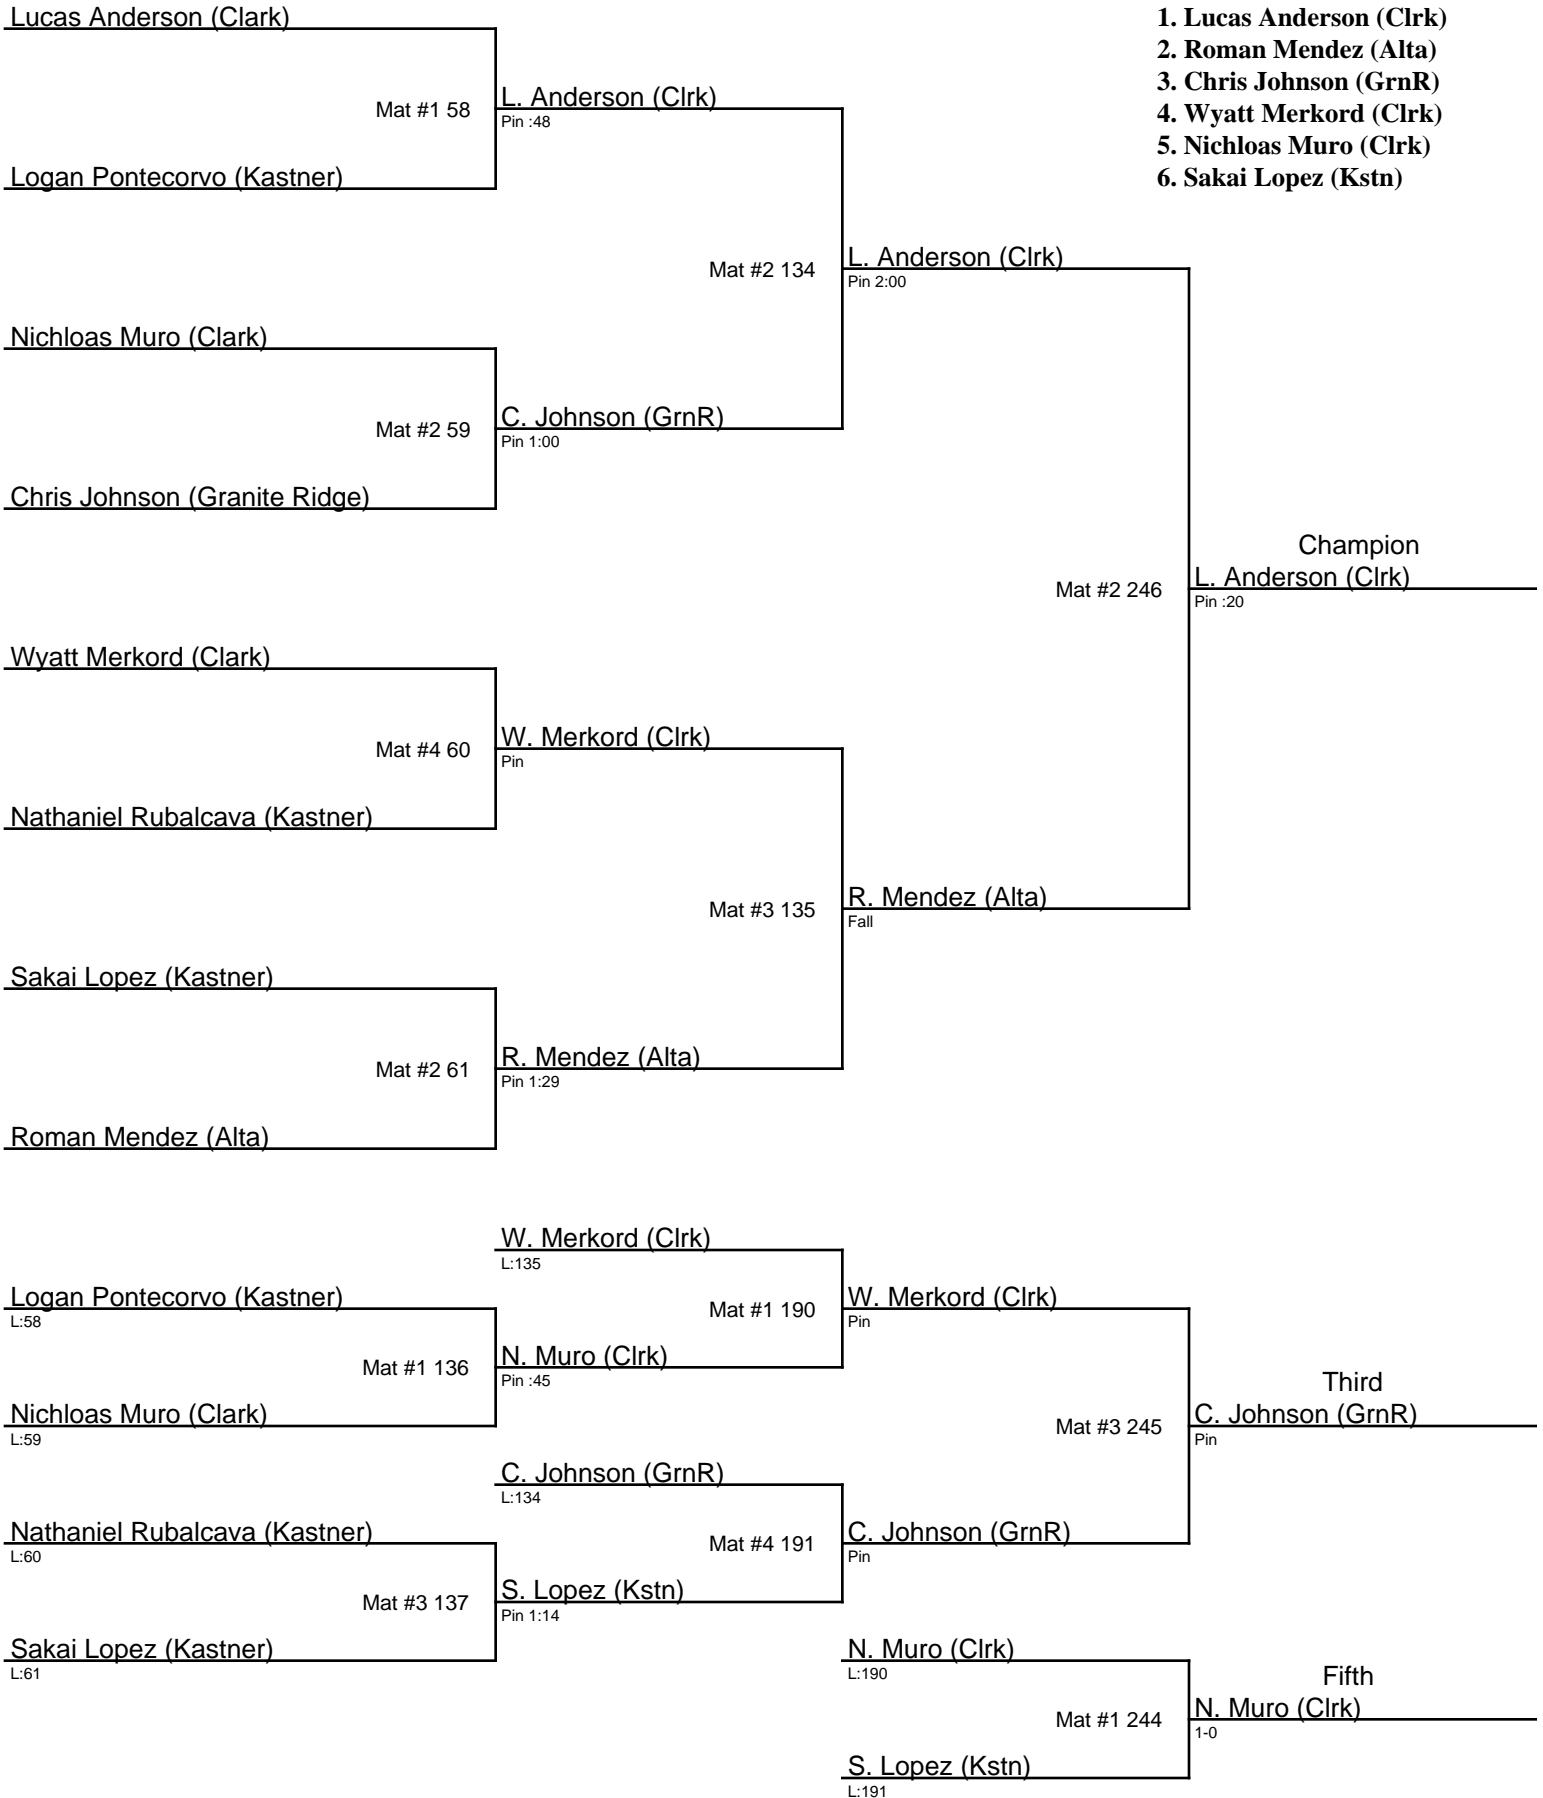 Lucas Anderson (Clark)
1. Lucas Anderson (Clrk)
2. Roman Mendez (Alta)
3. Chris Johnson (GrnR)
4. Wyatt Merkord (Clrk)
5. Nichloas Muro (Clrk)
6. Sakai Lopez (Kstn)
Mat #1 58
L. Anderson (Clrk)
Pin :48
Logan Pontecorvo (Kastner)
Mat #2 134
L. Anderson (Clrk)
Pin 2:00
Nichloas Muro (Clark)
Mat #2 59
C. Johnson (GrnR)
Pin 1:00
Chris Johnson (Granite Ridge)
Champion
Mat #2 246
L. Anderson (Clrk)
Pin :20
Wyatt Merkord (Clark)
Mat #4 60
W. Merkord (Clrk)
Pin
Nathaniel Rubalcava (Kastner)
Mat #3 135
R. Mendez (Alta)
Fall
Sakai Lopez (Kastner)
Mat #2 61
R. Mendez (Alta)
Pin 1:29
Roman Mendez (Alta)
W. Merkord (Clrk)
L:135
Logan Pontecorvo (Kastner)
L:58
Mat #1 190
W. Merkord (Clrk)
Pin
Mat #1 136
N. Muro (Clrk)
Pin :45
Nichloas Muro (Clark)
L:59
Third
Mat #3 245
C. Johnson (GrnR)
Pin
C. Johnson (GrnR)
L:134
Nathaniel Rubalcava (Kastner)
L:60
Mat #4 191
C. Johnson (GrnR)
Pin
Mat #3 137
S. Lopez (Kstn)
Pin 1:14
Sakai Lopez (Kastner)
L:61
N. Muro (Clrk)
L:190
Fifth
Mat #1 244
N. Muro (Clrk)
1-0
S. Lopez (Kstn)
L:191